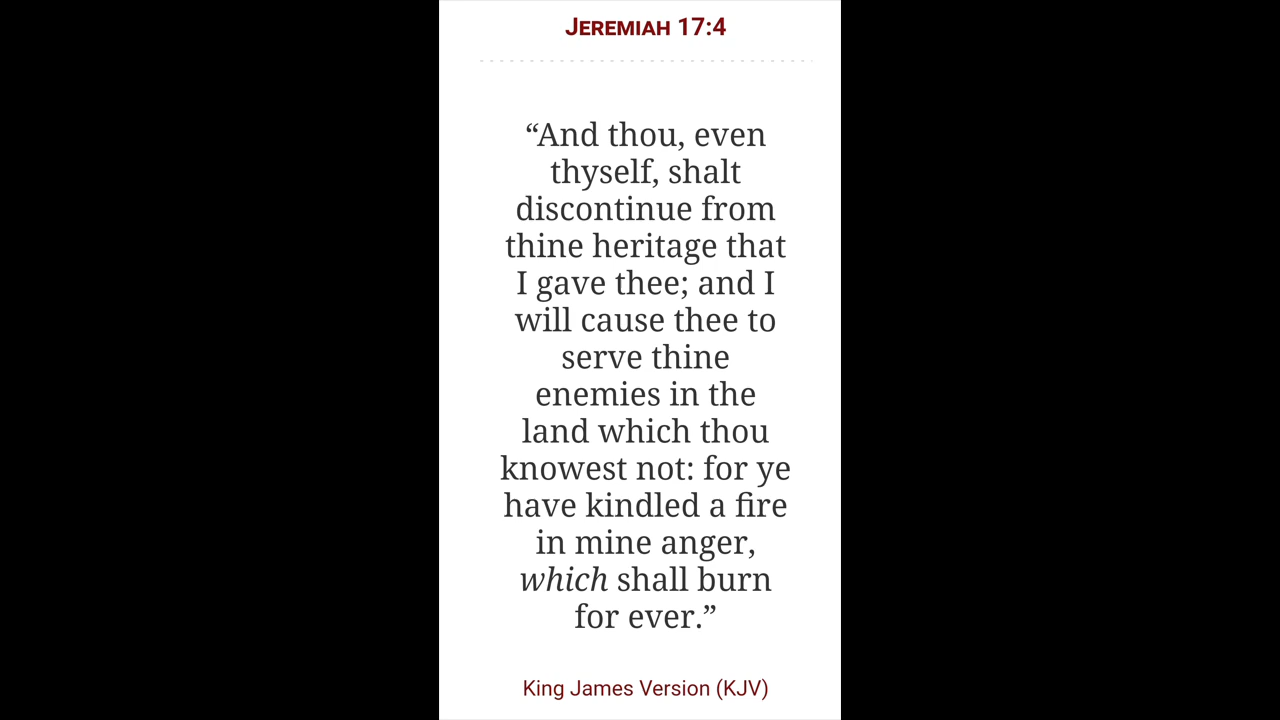 Jeremiah 17:4
“And thou, even
thyself, shalt
discontinue from
thine heritage that
I gave thee; and I
will cause thee to
serve thine
enemies in the
land which thou
knowest not: for ye
have kindled a fire
in mine anger,
which shall burn
for ever.”
King James Version (KJV)